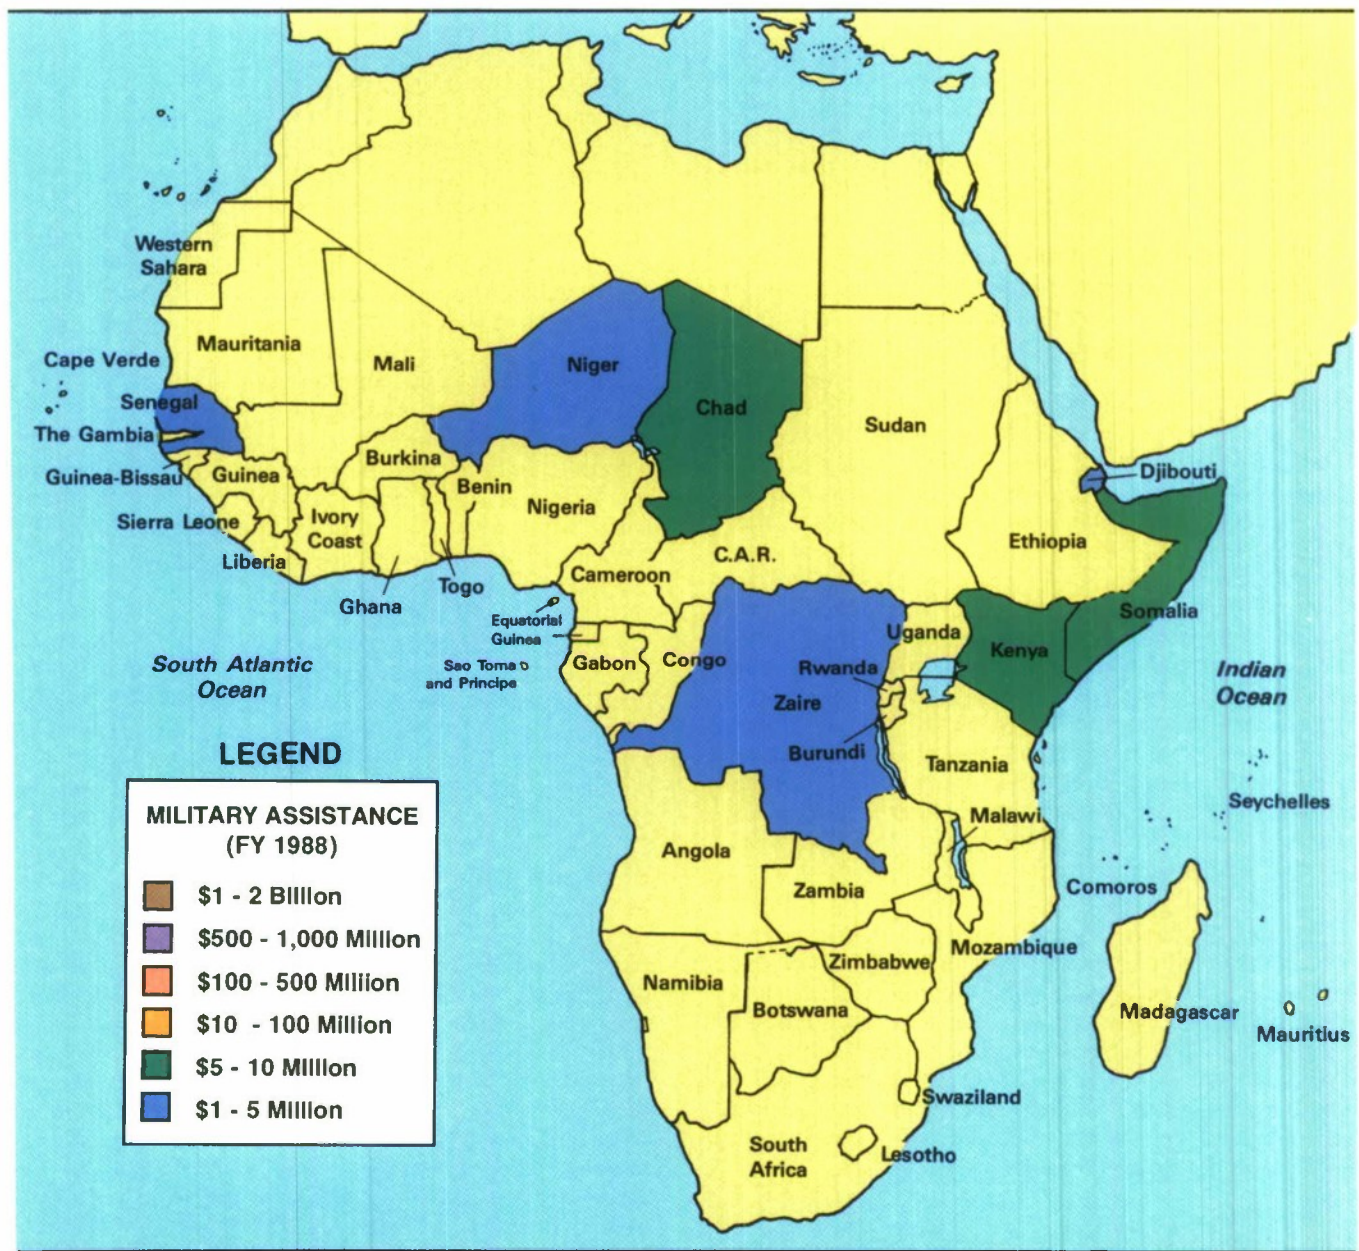 Western
Sahara
Mauritania
Mali
Niger
Chad
Sudan
Cape Verde
Senegal
The Gambia
Guinea-Bissau
Guinea
Sierra Leone
Liberia
Ivory
Coast
Burkina
Ghana
Togo
Benin
Nigeria
Cameroon
C.A.R.
Ethiopia
Djibouti
Somalia
Equatorial
Guinea
Sao Toma
and Principe
Gabon
Congo
Zaire
Rwanda
Burundi
Uganda
Kenya
Tanzania
Malawi
South Atlantic
Ocean
Indian
Ocean
Seychelles
Comoros
Angola
Zambia
Mozambique
Zimbabwe
Namibia
Botswana
Madagascar
Mauritius
Swaziland
South
Africa
Lesotho
LEGEND
MILITARY ASSISTANCE
(FY 1988)
$1 - 2 Billion
$500 - 1,000 Million
$100 - 500 Million
$10 - 100 Million
$5 - 10 Million
$1 - 5 Million